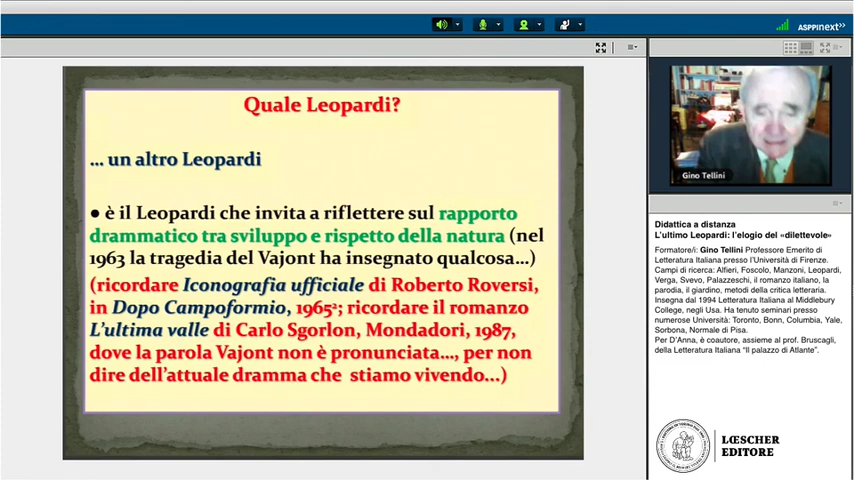 ASPPInext>>
Quale Leopardi?
... un altro Leopardi
● è il Leopardi che invita a riflettere sul rapporto
drammatico tra sviluppo e rispetto della natura (nel
1963 la tragedia del Vajont ha insegnato qualcosa...)
(ricordare Iconografia ufficiale di Roberto Roversi,
in Dopo Campoformio, 1965²; ricordare il romanzo
L'ultima valle di Carlo Sgorlon, Mondadori, 1987,
dove la parola Vajont non è pronunciata..., per non
dire dell'attuale dramma che stiamo vivendo...)
Gino Tellini
Didattica a distanza
L'ultimo Leopardi: l'elogio del «dilettevole»
Formatore/i: Gino Tellini Professore Emerito di
Letteratura Italiana presso l'Università di Firenze.
Campi di ricerca: Alfieri, Foscolo, Manzoni, Leopardi,
Verga, Svevo, Palazzeschi, il romanzo italiano, la
parodia, il giardino, metodi della critica letteraria.
Insegna dal 1994 Letteratura Italiana al Middlebury
College, negli Usa. Ha tenuto seminari presso
numerose Università: Toronto, Bonn, Columbia, Yale,
Sorbona, Normale di Pisa.
Per D'Anna, è coautore, assieme al prof. Bruscagli,
della Letteratura Italiana "Il palazzo di Atlante".
LŒSCHER
EDITORE